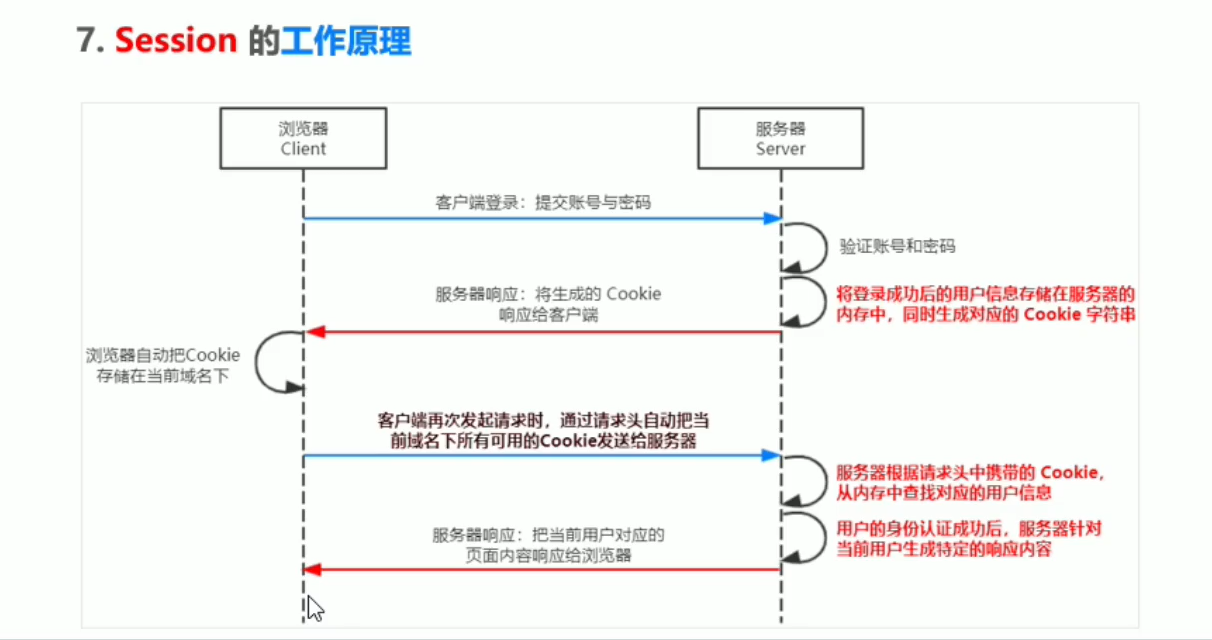 7. Session 的工作原理
浏览器
Client
服务器
Server
客户端登录：提交账号与密码
验证账号和密码
服务器响应：将生成的 Cookie
响应给客户端
将登录成功后的用户信息存储在服务器的
内存中，同时生成对应的 Cookie 字符串
浏览器自动把Cookie
存储在当前域名下
客户端再次发起请求时，通过请求头自动把当
前域名下所有可用的Cookie发送给服务器
服务器根据请求头中携带的 Cookie，
从内存中查找对应的用户信息
服务器响应：把当前用户对应的
页面内容响应给浏览器
用户的身份认证成功后，服务器针对
当前用户生成特定的响应内容